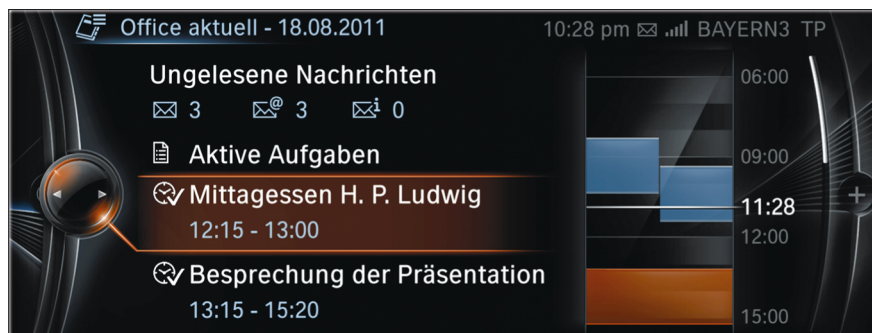 Office aktuell - 18.08.2011 10:28 pm BAYERN3 TP
Ungelesene Nachrichten
3 @ 3 i 0
Aktive Aufgaben
Mittagessen H. P. Ludwig
12:15 - 13:00
Besprechung der Präsentation
13:15 - 15:20
06:00
09:00
11:28
12:00
15:00